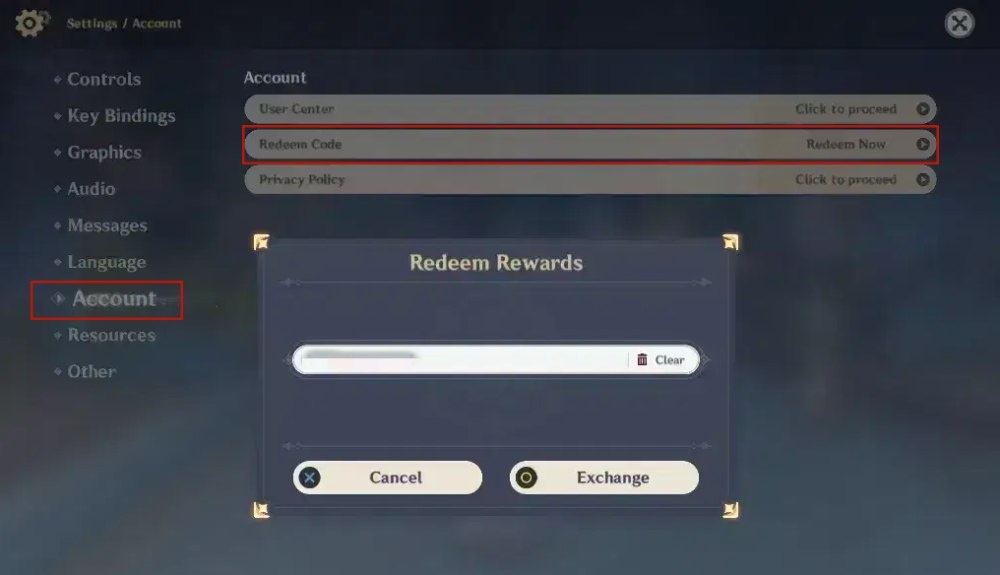 Settings / Account
Controls
Key Bindings
Graphics
Audio
Messages
Language
Account
Resources
Other
Account
User Center Click to proceed
Redeem Code Redeem Now
Privacy Policy Click to proceed
Redeem Rewards
Clear
Cancel Exchange